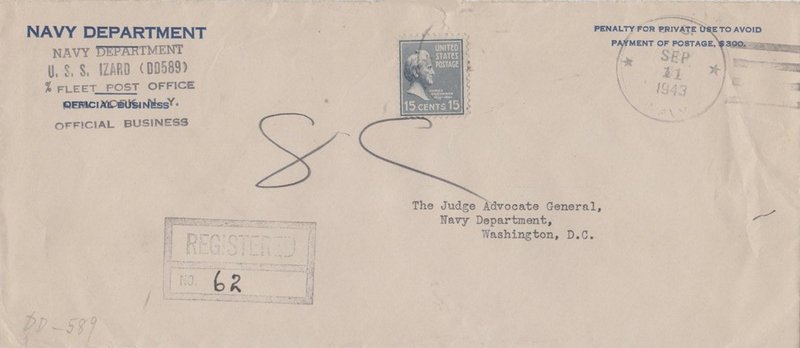 NAVY DEPARTMENT
NAVY DEPARTMENT
U. S. S. IZARD (DD589)
% FLEET POST OFFICE
NEW YORK, N. Y.
OFFICIAL BUSINESS
OFFICIAL BUSINESS
UNITED
STATES
POSTAGE
15 CENTS 15
PENALTY FOR PRIVATE USE TO AVOID
PAYMENT OF POSTAGE, $300.
SEP
11
1943
The Judge Advocate General,
Navy Department,
Washington, D.C.
REGISTERED
NO. 62
DD-589